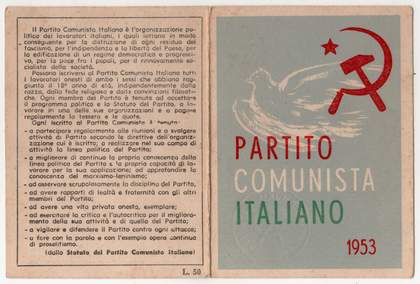 Il Partito Comunista Italiano è l'organizzazione poli-
tica dei lavoratori italiani, i quali lottano in modo
conseguente per la distruzione di ogni residuo del
fascismo, per l'indipendenza e la libertà del Paese, per
la edificazione di un regime democratico e progressi-
vo, per la pace fra i popoli, per il rinnovamento so-
cialista della società.
Possono iscriversi al Partito Comunista Italiano tutti
i lavoratori onesti di ambo i sessi che abbiano rag-
giunto il 18° anno di età, indipendentemente dalla
razza, dalla fede religiosa e dalle convinzioni filosofi-
che. Ogni membro del Partito è tenuto ad accettare
il programma politico e lo Statuto del Partito, a la-
vorare in una delle sue organizzazioni e a pagare
regolarmente la tessera e le quote.
Ogni iscritto al Partito Comunista è tenuto:
- a partecipare regolarmente alle riunioni e a svolgere
attività di Partito secondo le direttive dell'organizza-
zione cui è iscritto; a realizzare nel suo campo di
attività la linea politica del Partito;
- a migliorare di continuo la propria conoscenza della
linea politica del Partito e la propria capacità di la-
vorare per la sua applicazione; ad approfondire la
conoscenza del marxismo-leninismo;
- ad osservare scrupolosamente la disciplina del Partito,
- ad avere rapporti di lealtà e fraternità con gli altri
membri del Partito;
- ad avere una vita privata onesta, esemplare;
- ad esercitare la critica e l'autocritica per il migliora-
mento della sua attività e di quella del Partito;
- a vigilare e difendere il Partito contro ogni attacco;
- a fare con la parola e con l'esempio opera continua
di proselitismo.
(dallo Statuto del Partito Comunista Italiano)
L. 50
PARTITO
COMUNISTA
ITALIANO
1953